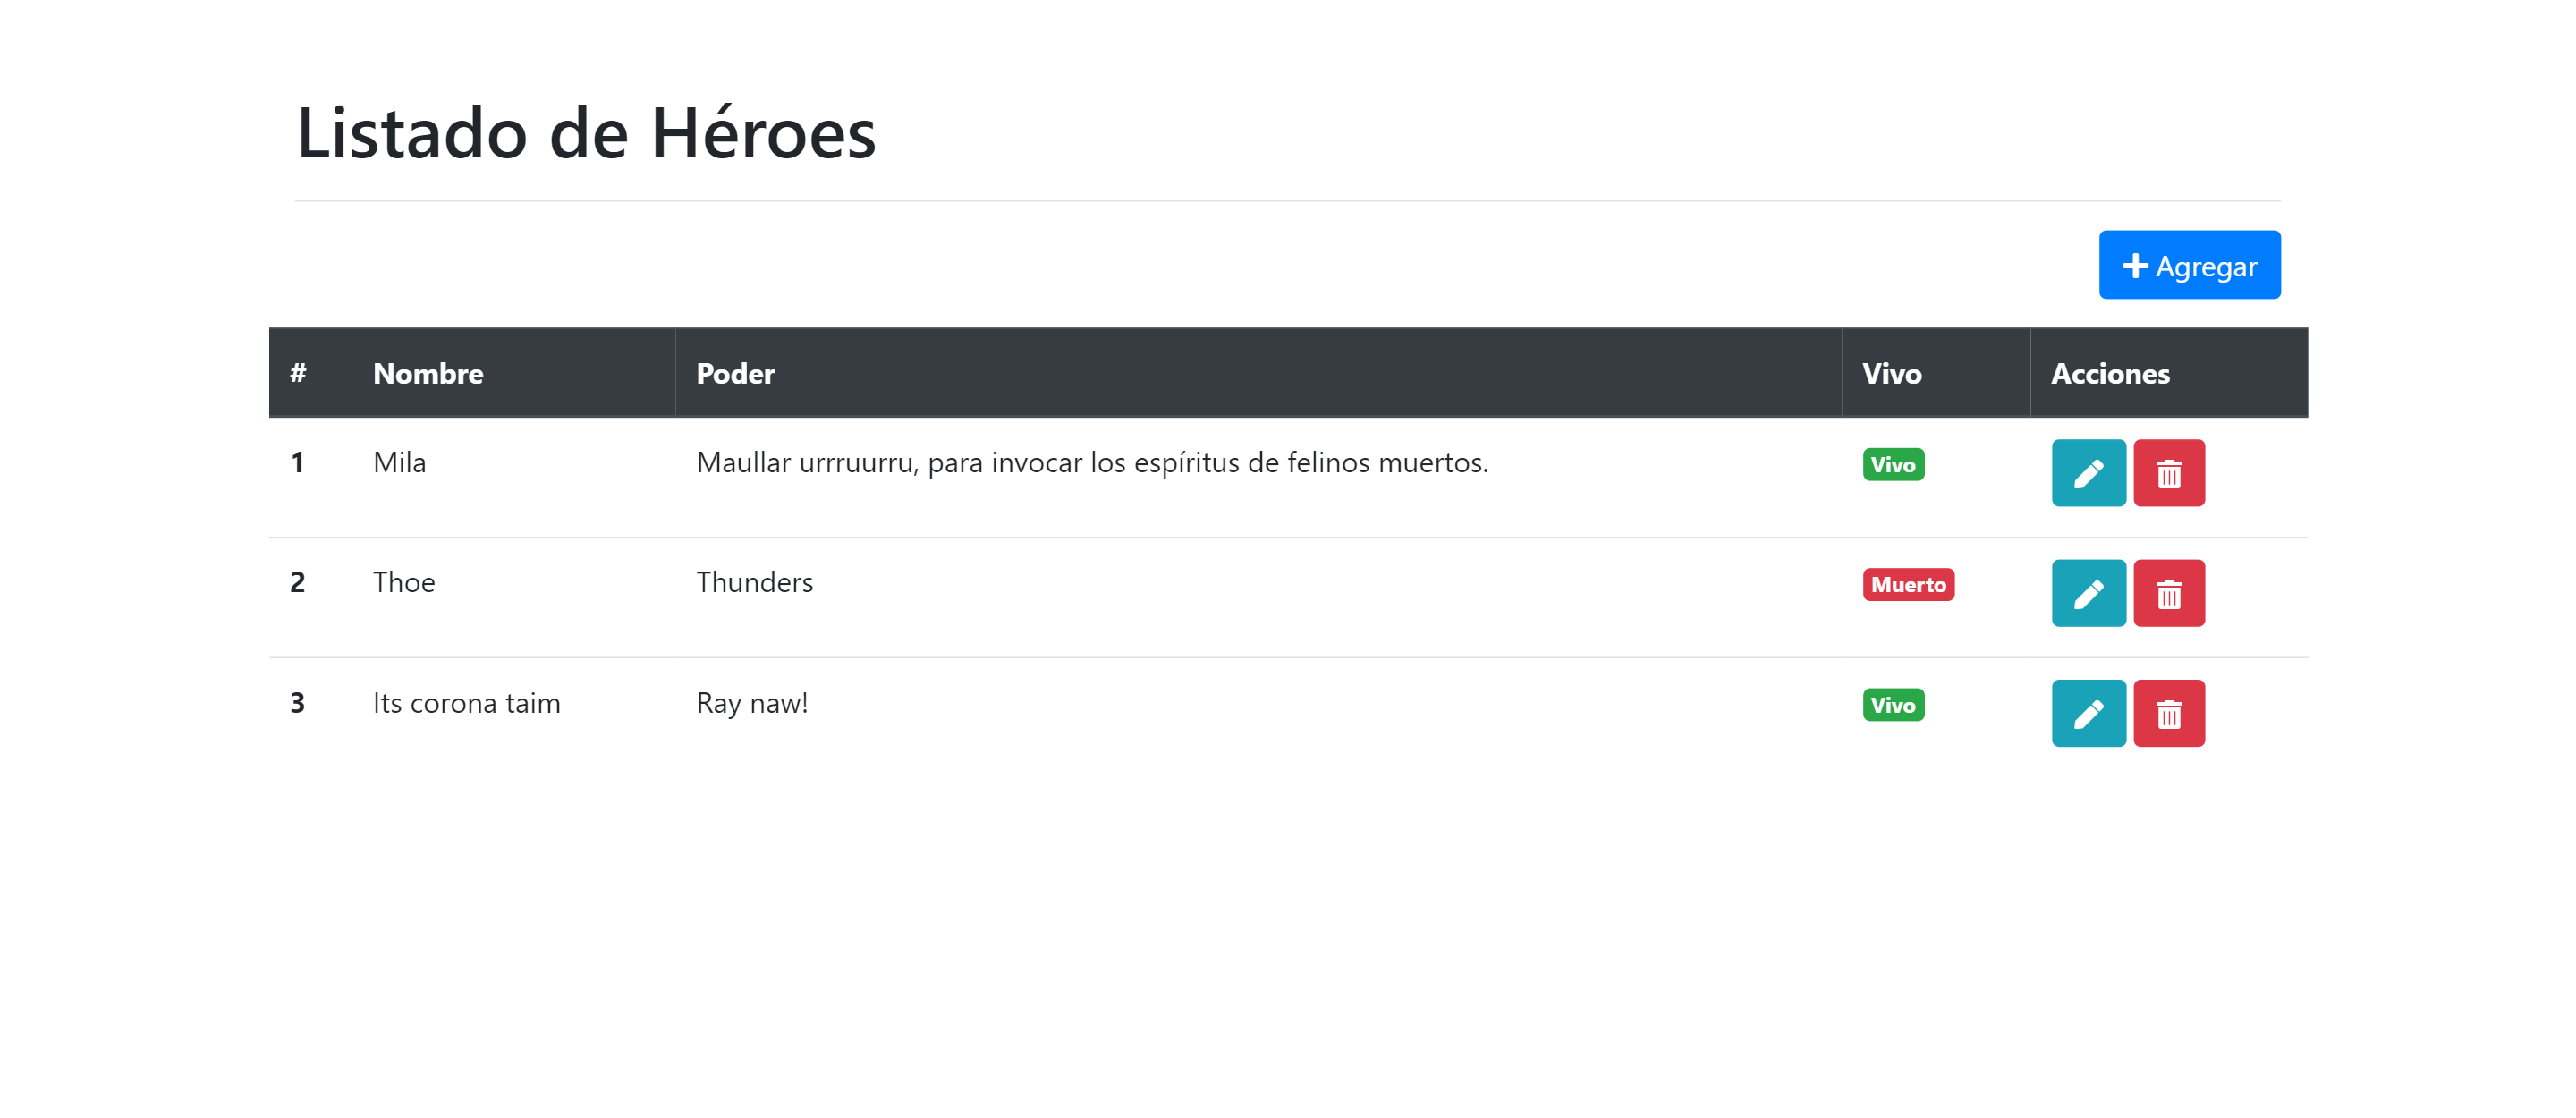 Listado de Héroes
Agregar
# Nombre Poder Vivo Acciones
1 Mila Maullar urrruurru, para invocar los espíritus de felinos muertos. Vivo
2 Thoe Thunders Muerto
3 Its corona taim Ray naw! Vivo